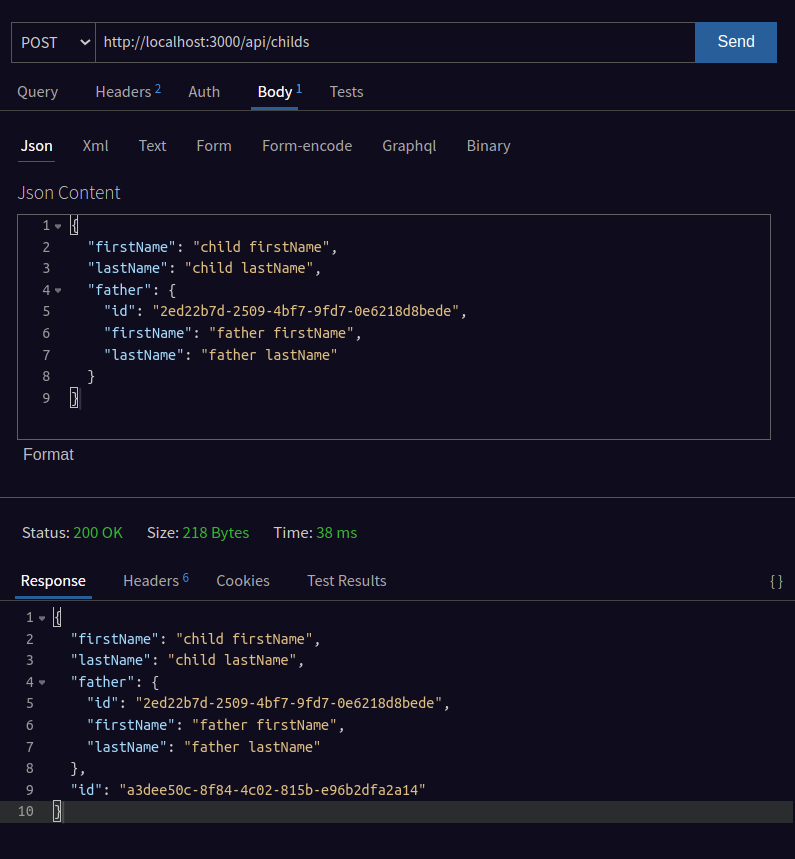 POST http://localhost:3000/api/childs Send
Query Headers 2 Auth Body 1 Tests
Json Xml Text Form Form-encode Graphql Binary
Json Content
1 {
2 "firstName": "child firstName",
3 "lastName": "child lastName",
4 "father": {
5 "id": "2ed22b7d-2509-4bf7-9fd7-0e6218d8bede",
6 "firstName": "father firstName",
7 "lastName": "father lastName"
8 }
9 }
Format
Status: 200 OK Size: 218 Bytes Time: 38 ms
Response Headers 6 Cookies Test Results {}
1 {
2 "firstName": "child firstName",
3 "lastName": "child lastName",
4 "father": {
5 "id": "2ed22b7d-2509-4bf7-9fd7-0e6218d8bede",
6 "firstName": "father firstName",
7 "lastName": "father lastName"
8 },
9 "id": "a3dee50c-8f84-4c02-815b-e96b2dfa2a14"
10 }